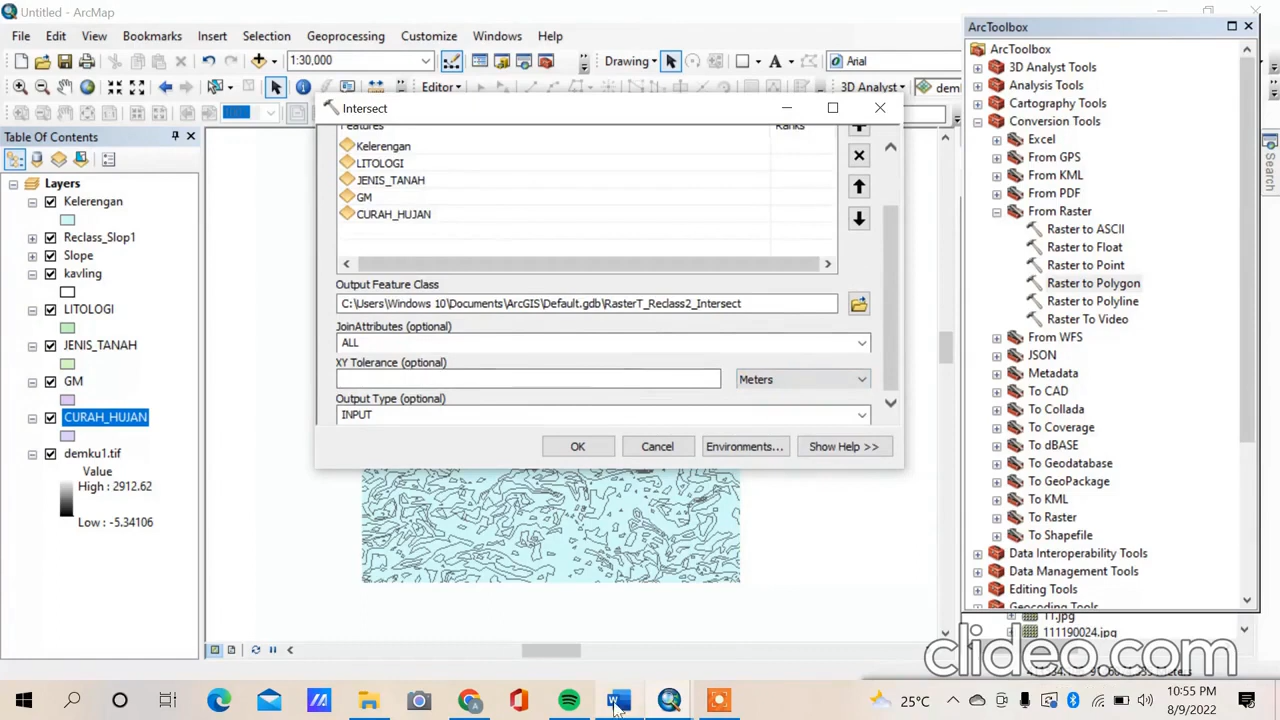 Untitled - ArcMap
File Edit View Bookmarks Insert Selection Geoprocessing Customize Windows Help
1:30,000
Drawing
Arial
Editor
3D Analyst
Table Of Contents
Layers
Kelerengan
Reclass_Slop1
Slope
kavling
LITOLOGI
JENIS_TANAH
GM
CURAH_HUJAN
demku1.tif
Value
High : 2912.62
Low : -5.34106
Intersect
Features
Ranks
Kelerengan
LITOLOGI
JENIS_TANAH
GM
CURAH_HUJAN
Output Feature Class
C:\Users\Windows 10\Documents\ArcGIS\Default.gdb\RasterT_Reclass2_Intersect
JoinAttributes (optional)
ALL
XY Tolerance (optional)
Meters
Output Type (optional)
INPUT
OK Cancel Environments... Show Help >>
ArcToolbox
ArcToolbox
3D Analyst Tools
Analysis Tools
Cartography Tools
Conversion Tools
Excel
From GPS
From KML
From PDF
From Raster
Raster to ASCII
Raster to Float
Raster to Point
Raster to Polygon
Raster to Polyline
Raster To Video
From WFS
JSON
Metadata
To CAD
To Collada
To Coverage
To dBASE
To Geodatabase
To GeoPackage
To KML
To Raster
To Shapefile
Data Interoperability Tools
Data Management Tools
Editing Tools
Geocoding Tools
11.jpg
111190024.jpg
Search
clideo.com
25°C
10:55 PM
8/9/2022